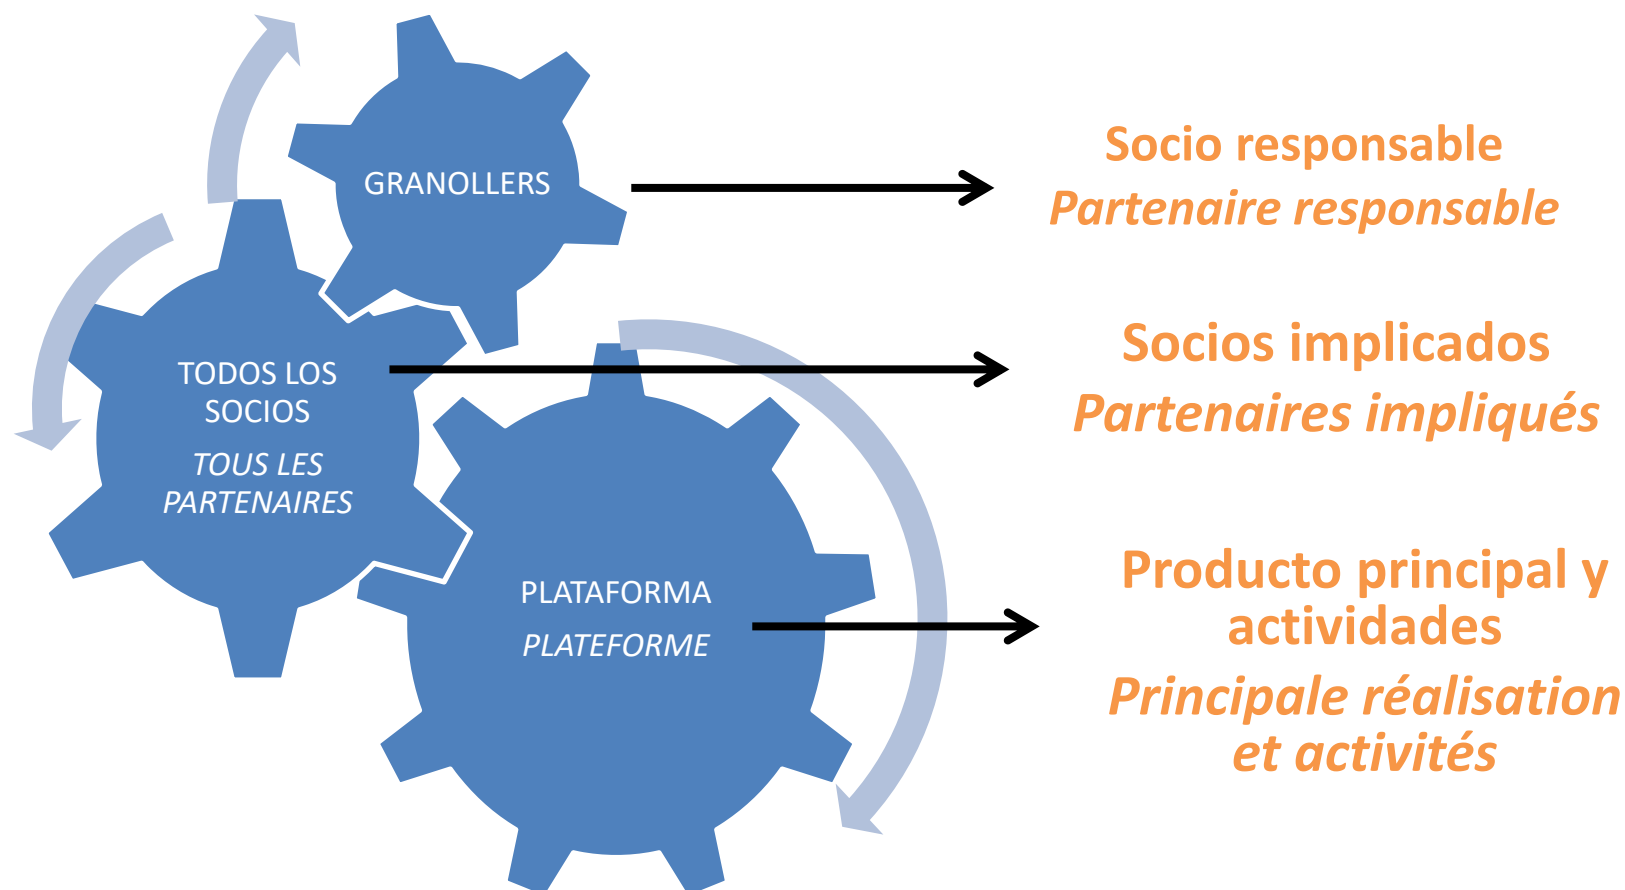 GRANOLLERS
Socio responsable
Partenaire responsable
TODOS LOS
SOCIOS
TOUS LES
PARTENAIRES
Socios implicados
Partenaires impliqués
PLATAFORMA
PLATEFORME
Producto principal y
actividades
Principale réalisation
et activités